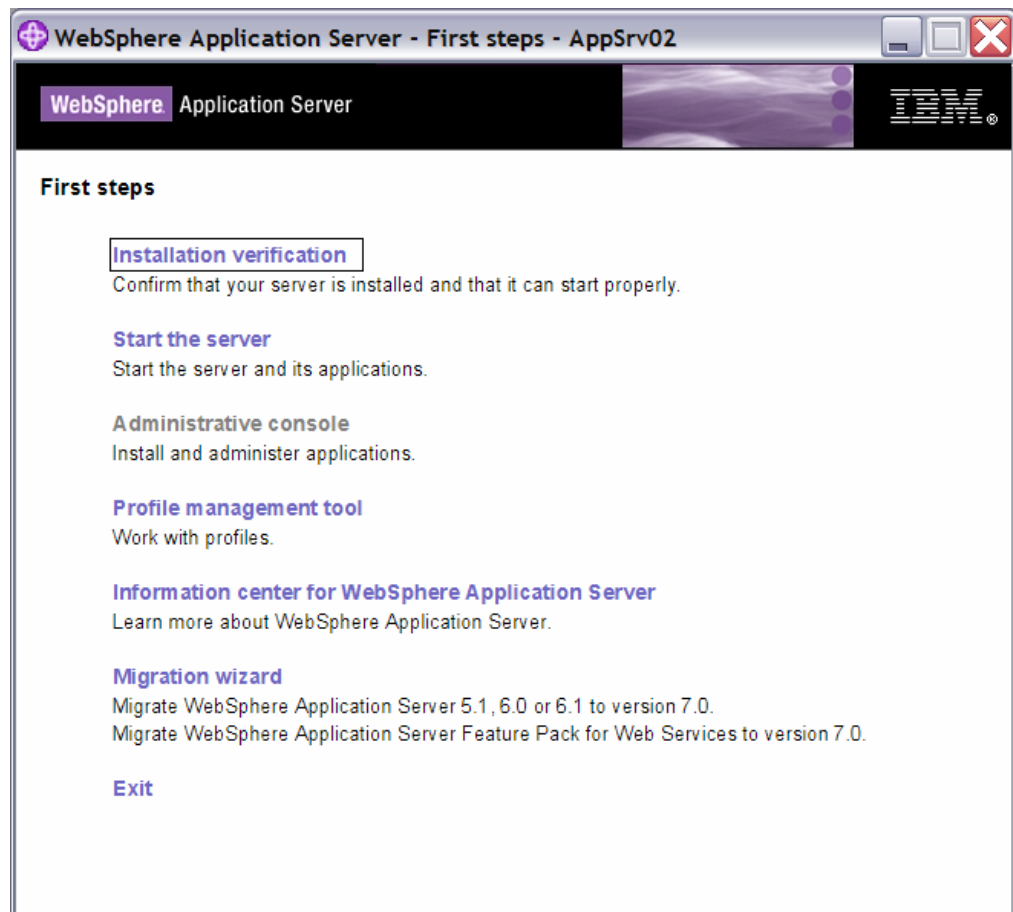 WebSphere Application Server - First steps - AppSrv02
WebSphere. Application Server
IBM®
First steps
Installation verification
Confirm that your server is installed and that it can start properly.
Start the server
Start the server and its applications.
Administrative console
Install and administer applications.
Profile management tool
Work with profiles.
Information center for WebSphere Application Server
Learn more about WebSphere Application Server.
Migration wizard
Migrate WebSphere Application Server 5.1, 6.0 or 6.1 to version 7.0.
Migrate WebSphere Application Server Feature Pack for Web Services to version 7.0.
Exit